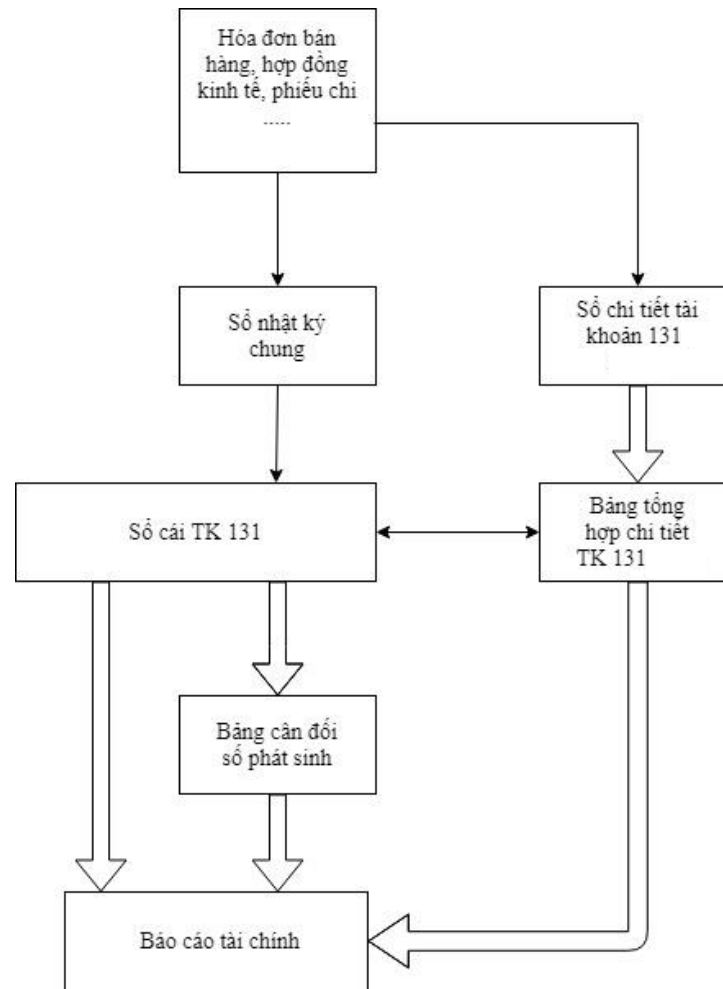 Hóa đơn bán
hàng, hợp đồng
kinh tế, phiếu chi
.....
Sổ nhật ký
chung
Sổ chi tiết tài
khoản 131
Sổ cái TK 131
Bảng tổng
hợp chi tiết
TK 131
Bảng cân đối
số phát sinh
Báo cáo tài chính